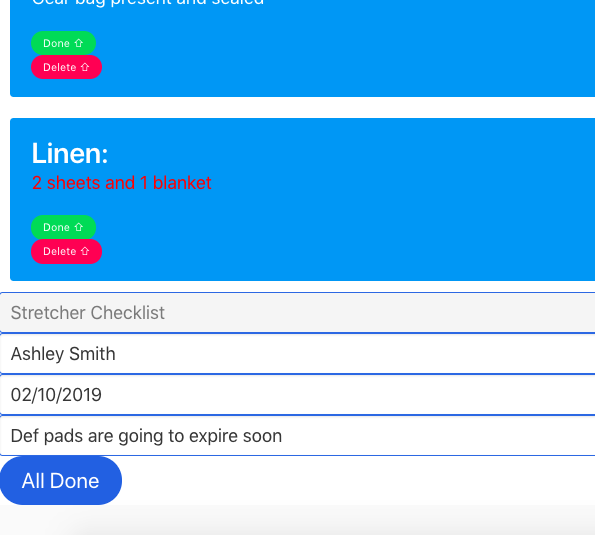 Gear bag present and sealed
Done ⇧
Delete ⇧
Linen:
2 sheets and 1 blanket
Done ⇧
Delete ⇧
Stretcher Checklist
Ashley Smith
02/10/2019
Def pads are going to expire soon
All Done